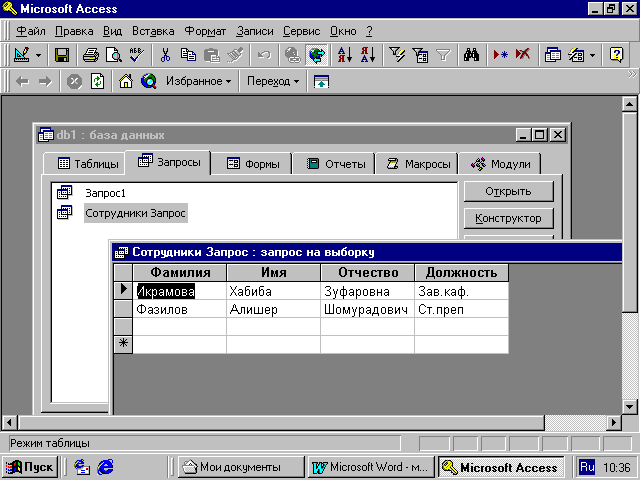 Microsoft Access
Файл Правка Вид Вставка Формат Записи Сервис Окно ?
Избранное Переход
db1 : база данных
Таблицы Запросы Формы Отчеты Макросы Модули
Запрос1 Открыть
Сотрудники Запрос Конструктор
Сотрудники Запрос : запрос на выборку
Фамилия Имя Отчество Должность
Икрамова Хабиба Зуфаровна Зав.каф.
Фазилов Алишер Шомурадович Ст.преп
Режим таблицы
Пуск Мои документы Microsoft Word - м... Microsoft Access Ru 10:36